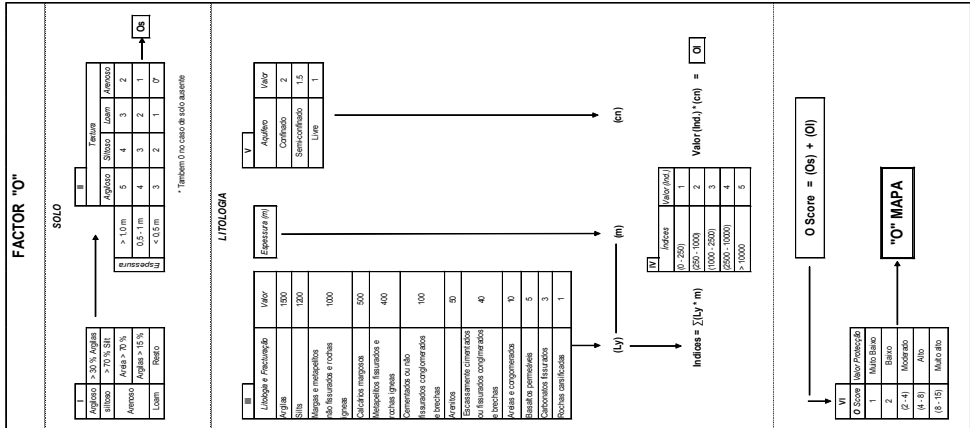 FACTOR "O"
SOLO
I
Argiloso > 30 % Argilas
siltoso > 70 % Silt
Arenoso Areia > 70 %
Argilas > 15 %
Loam Resto
II
Textura
Argiloso Siltoso Loam Arenoso
Espessura
> 1.0 m 5 4 3 2
0.5 - 1 m 4 3 2 1
< 0.5 m 3 2 1 0*
* Tambem 0 no caso de solo ausente
Os
LITOLOGIA
III
Litologia e Fracturação Valor
Argilas 1500
Silts 1200
Margas e metapelitos
não fissurados e rochas
igneas 1000
Calcários margosos 500
Metapelitos fissurados e
rochas igneas 400
Cementados ou não
fissurados conglomerados
e brechas 100
Arenitos 60
Escassamente cimentados
ou fissurados conglmerados
e brechas 40
Areias e congomerados 10
Basaltos permeáveis 5
Carbonatos fissurados 3
Rochas carsificadas 1
Espessura (m)
V
Aquífero Valor
Confinado 2
Semi-confinado 1.5
Livre 1
(Ly)
(m)
(cn)
Indices = ∑(Ly * m)
IV
Índices Valor (Ind.)
(0 - 250) 1
(250 - 1000) 2
(1000 - 2500) 3
(2500 - 10000) 4
> 10000 5
Valor (Ind.) * (cn) = Ol
O Score = (Os) + (Ol)
VI
O Score Valor Protecção
1 Muito Baixo
2 Baixo
(2 - 4) Moderado
(4 - 8) Alto
(8 - 15) Muito alto
"O" MAPA